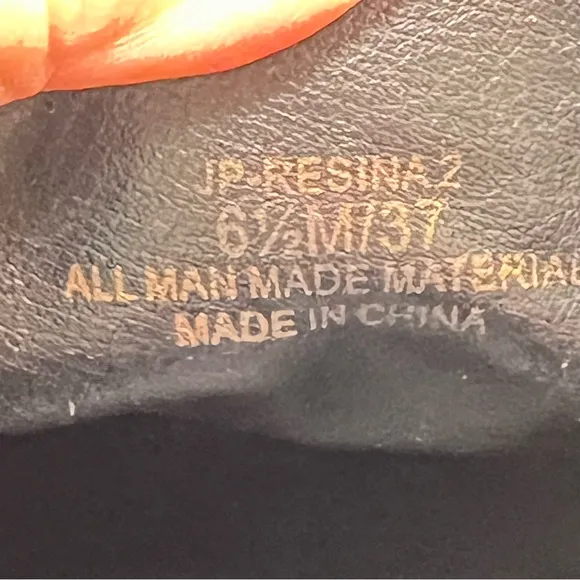 JP-RESINA 2
6½M/37
ALL MAN MADE MATERIAL
MADE IN CHINA